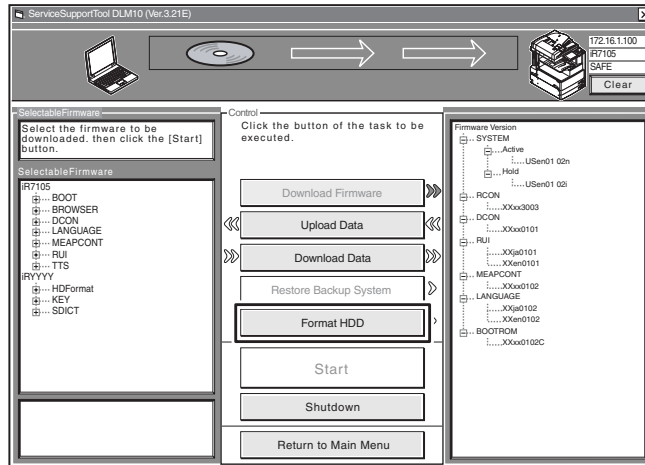 ServiceSupportTool DLM10 (Ver.3.21E)
X
172.16.1.100
iR7105
SAFE
Clear
SelectableFirmware
Select the firmware to be
downloaded. then click the [Start]
button.
SelectableFirmware
iR7105
BOOT
BROWSER
DCON
LANGUAGE
MEAPCONT
RUI
TTS
iRYYYY
HDFormat
KEY
SDICT
Control
Click the button of the task to be
executed.
Download Firmware
Upload Data
Download Data
Restore Backup System
Format HDD
Start
Shutdown
Return to Main Menu
Firmware Version
SYSTEM
Active
USen01 02n
Hold
USen01 02i
RCON
XXxx3003
DCON
XXxx0101
RUI
XXja0101
XXen0101
MEAPCONT
XXxx0102
LANGUAGE
XXja0102
XXen0102
BOOTROM
XXxx0102C